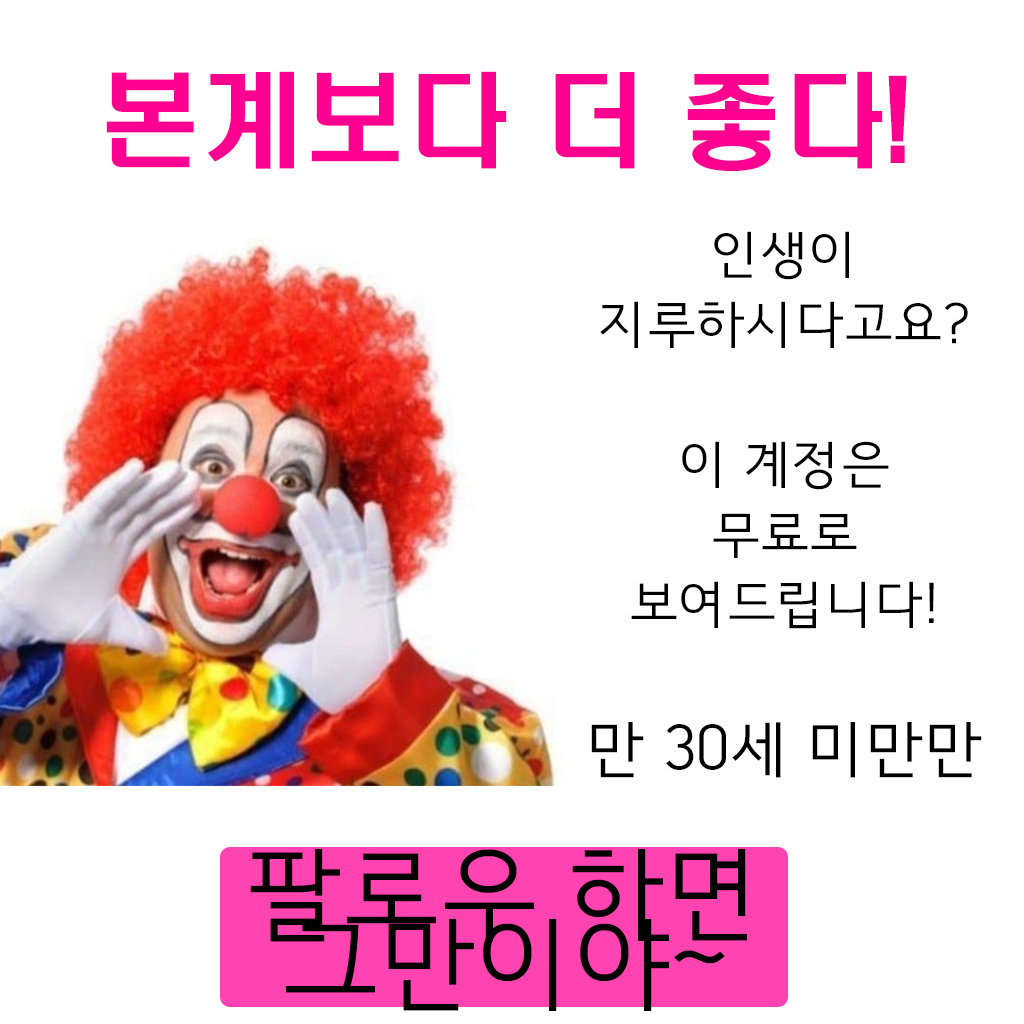 본계보다 더 좋다!
인생이
지루하시다고요?
이 계정은
무료로
보여드립니다!
만 30세 미만만
팔로우 하면
그만이야~